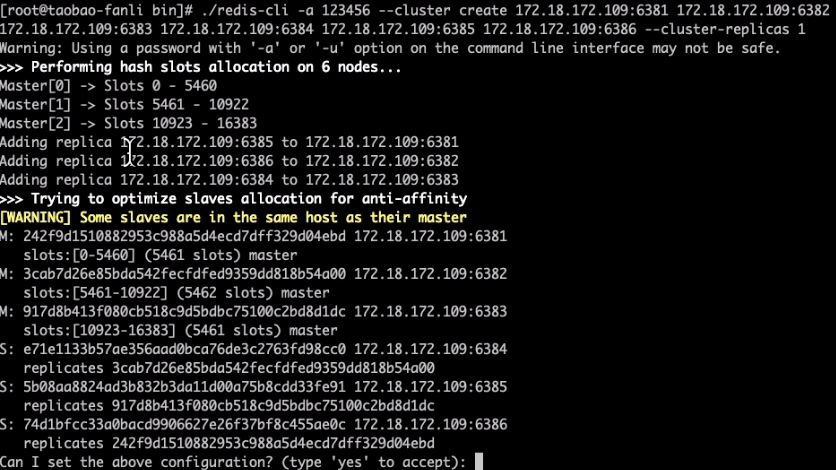 [root@taobao-fanli bin]# ./redis-cli -a 123456 --cluster create 172.18.172.109:6381 172.18.172.109:6382
172.18.172.109:6383 172.18.172.109:6384 172.18.172.109:6385 172.18.172.109:6386 --cluster-replicas 1
Warning: Using a password with '-a' or '-u' option on the command line interface may not be safe.
>>> Performing hash slots allocation on 6 nodes...
Master[0] -> Slots 0 - 5460
Master[1] -> Slots 5461 - 10922
Master[2] -> Slots 10923 - 16383
Adding replica 172.18.172.109:6385 to 172.18.172.109:6381
Adding replica 172.18.172.109:6386 to 172.18.172.109:6382
Adding replica 172.18.172.109:6384 to 172.18.172.109:6383
>>> Trying to optimize slaves allocation for anti-affinity
[WARNING] Some slaves are in the same host as their master
M: 242f9d1510882953c988a5d4ecd7dff329d04ebd 172.18.172.109:6381
   slots:[0-5460] (5461 slots) master
M: 3cab7d26e85bda542fecfdfed9359dd818b54a00 172.18.172.109:6382
   slots:[5461-10922] (5462 slots) master
M: 917d8b413f080cb518c9d5bdbc75100c2bd8d1dc 172.18.172.109:6383
   slots:[10923-16383] (5461 slots) master
S: e71e1133b57ae356aad0bca76de3c2763fd98cc0 172.18.172.109:6384
   replicates 3cab7d26e85bda542fecfdfed9359dd818b54a00
S: 5b08aa8824ad3b832b3da11d00a75b8cdd33fe91 172.18.172.109:6385
   replicates 917d8b413f080cb518c9d5bdbc75100c2bd8d1dc
S: 74d1bfcc33a0bacd9906627e26f37bf8c455ae0c 172.18.172.109:6386
   replicates 242f9d1510882953c988a5d4ecd7dff329d04ebd
Can I set the above configuration? (type 'yes' to accept):